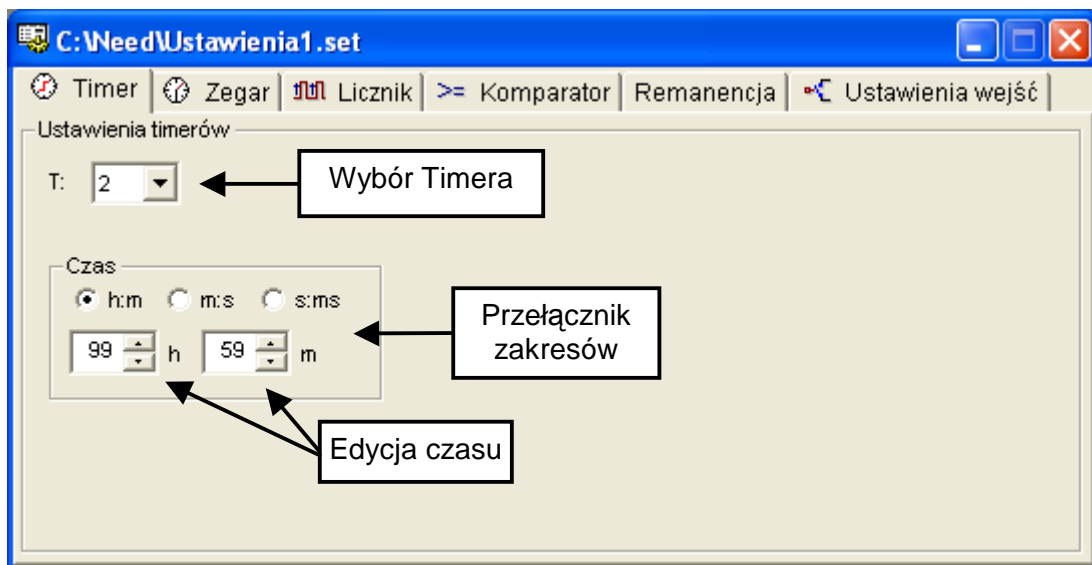 C:\Need\Ustawienia1.set
Timer Zegar Licznik >= Komparator Remanencja Ustawienia wejść
Ustawienia timerów
T: 2
Wybór Timera
Czas
h:m m:s s:ms
99 h 59 m
Przełącznik
zakresów
Edycja czasu